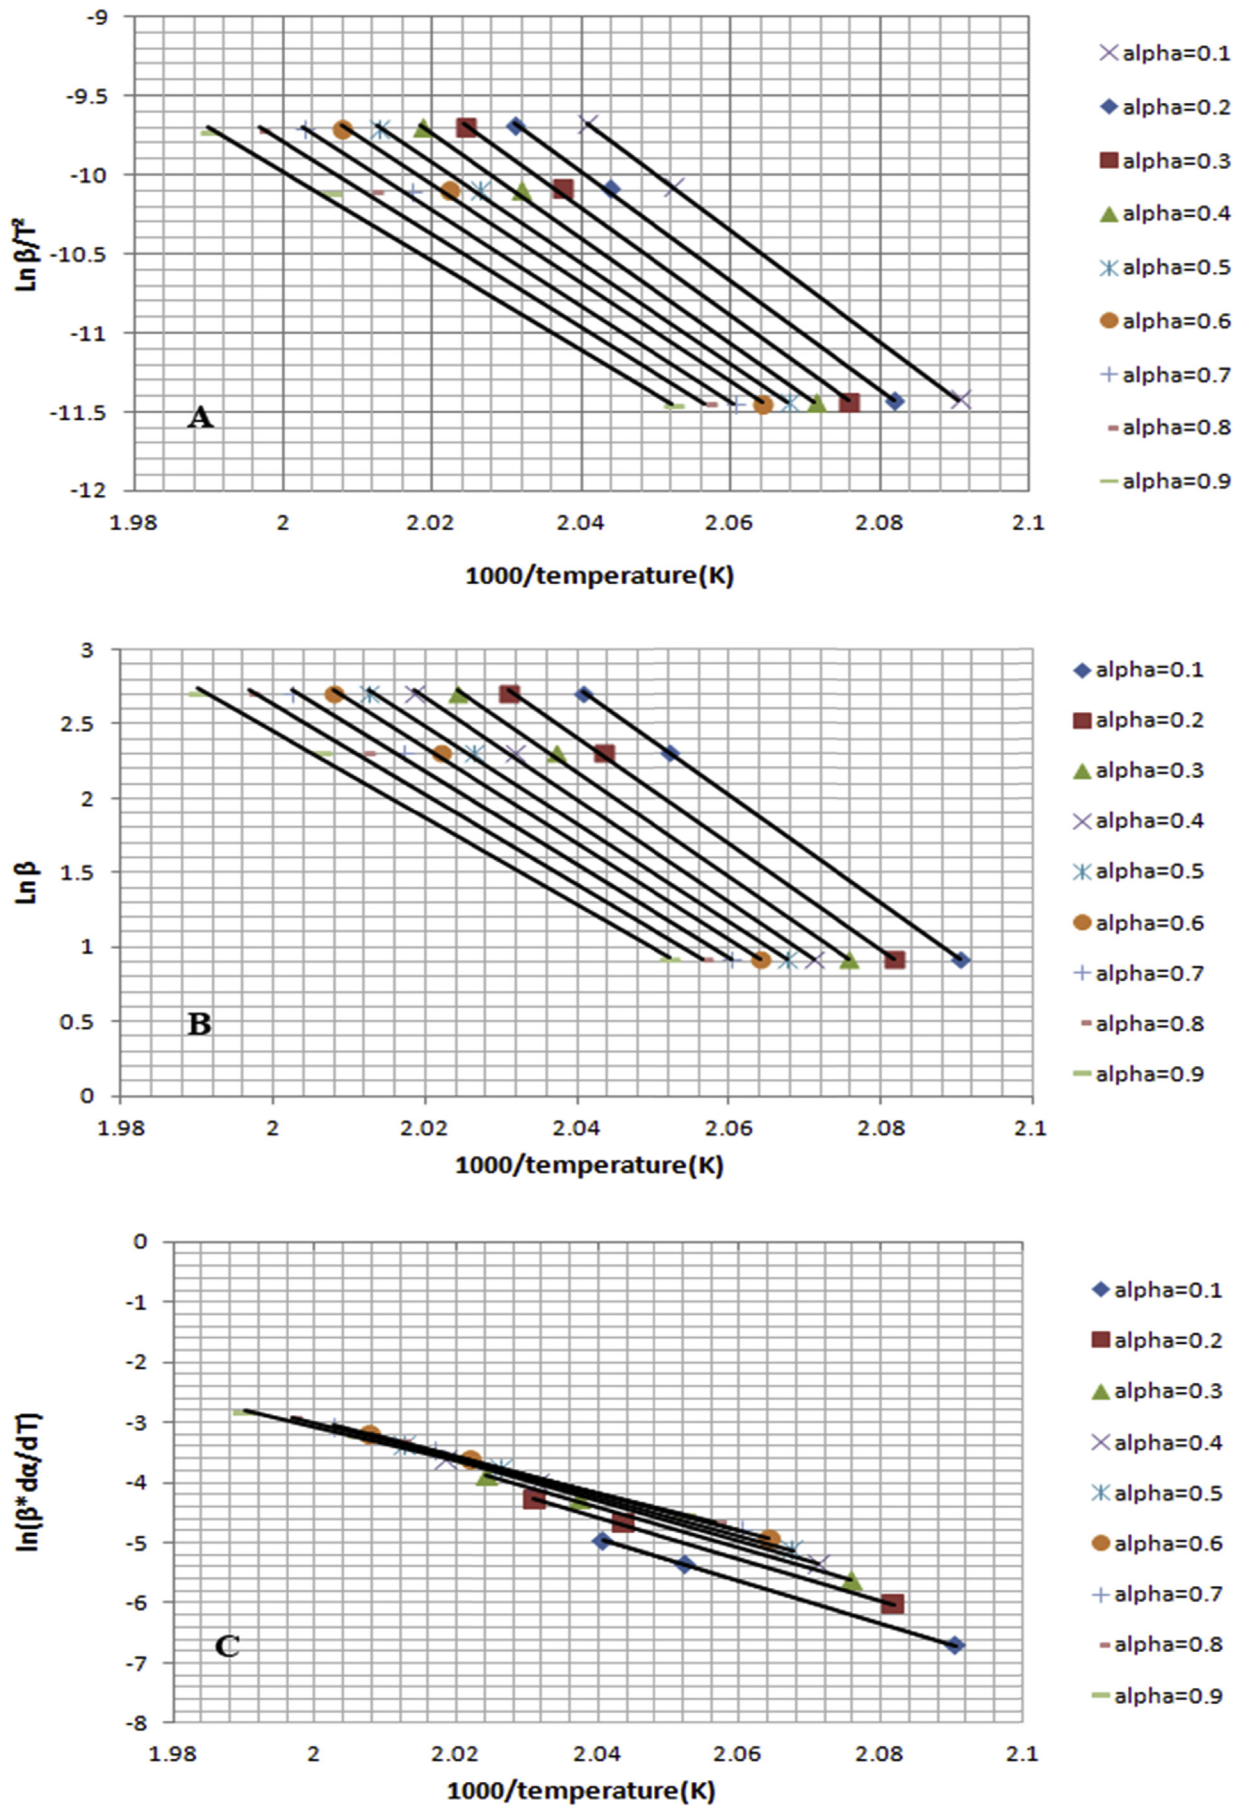 -9
-9.5
-10
-10.5
-11
-11.5
-12
Lnβ/T²
A
1.98 2 2.02 2.04 2.06 2.08 2.1
1000/temperature(K)
alpha=0.1
alpha=0.2
alpha=0.3
alpha=0.4
alpha=0.5
alpha=0.6
alpha=0.7
alpha=0.8
alpha=0.9
3
2.5
2
1.5
1
0.5
0
Lnβ
B
1.98 2 2.02 2.04 2.06 2.08 2.1
1000/temperature(K)
alpha=0.1
alpha=0.2
alpha=0.3
alpha=0.4
alpha=0.5
alpha=0.6
alpha=0.7
alpha=0.8
alpha=0.9
0
-1
-2
-3
-4
-5
-6
-7
-8
ln(β*dα/dT)
C
1.98 2 2.02 2.04 2.06 2.08 2.1
1000/temperature(K)
alpha=0.1
alpha=0.2
alpha=0.3
alpha=0.4
alpha=0.5
alpha=0.6
alpha=0.7
alpha=0.8
alpha=0.9